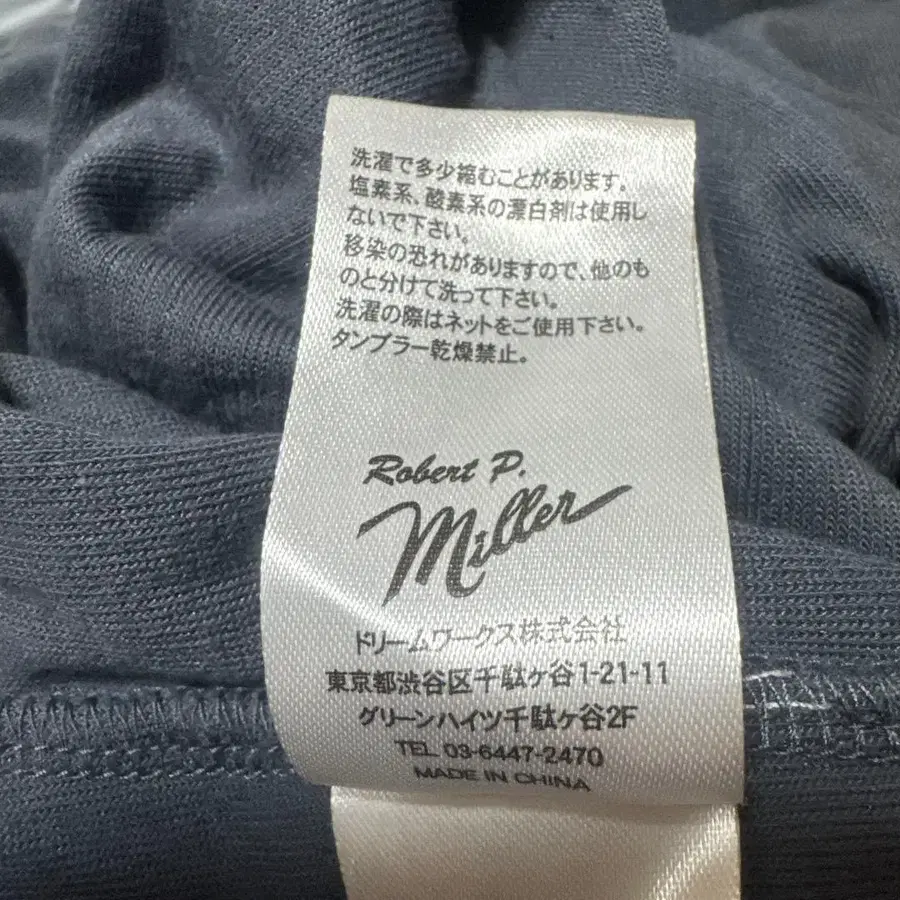 洗濯で多少縮むことがあります。
塩素系、酸素系の漂白剤は使用し
ないで下さい。
移染の恐れがありますので、他のも
のと分けて洗って下さい。
洗濯の際はネットをご使用下さい。
タンブラー乾燥禁止。
Robert P.
Miller
ドリームワークス株式会社
東京都渋谷区千駄ヶ谷1-21-11
グリーンハイツ千駄ヶ谷2F
TEL 03-6447-2470
MADE IN CHINA